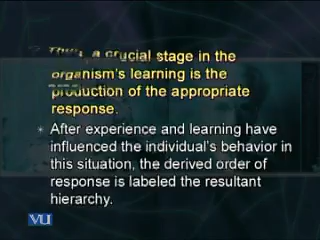 Thus, a crucial stage in the
organism's learning is the
production of the appropriate
response.
* After experience and learning have
influenced the individual's behavior in
this situation, the derived order of
response is labeled the resultant
hierarchy.
VU